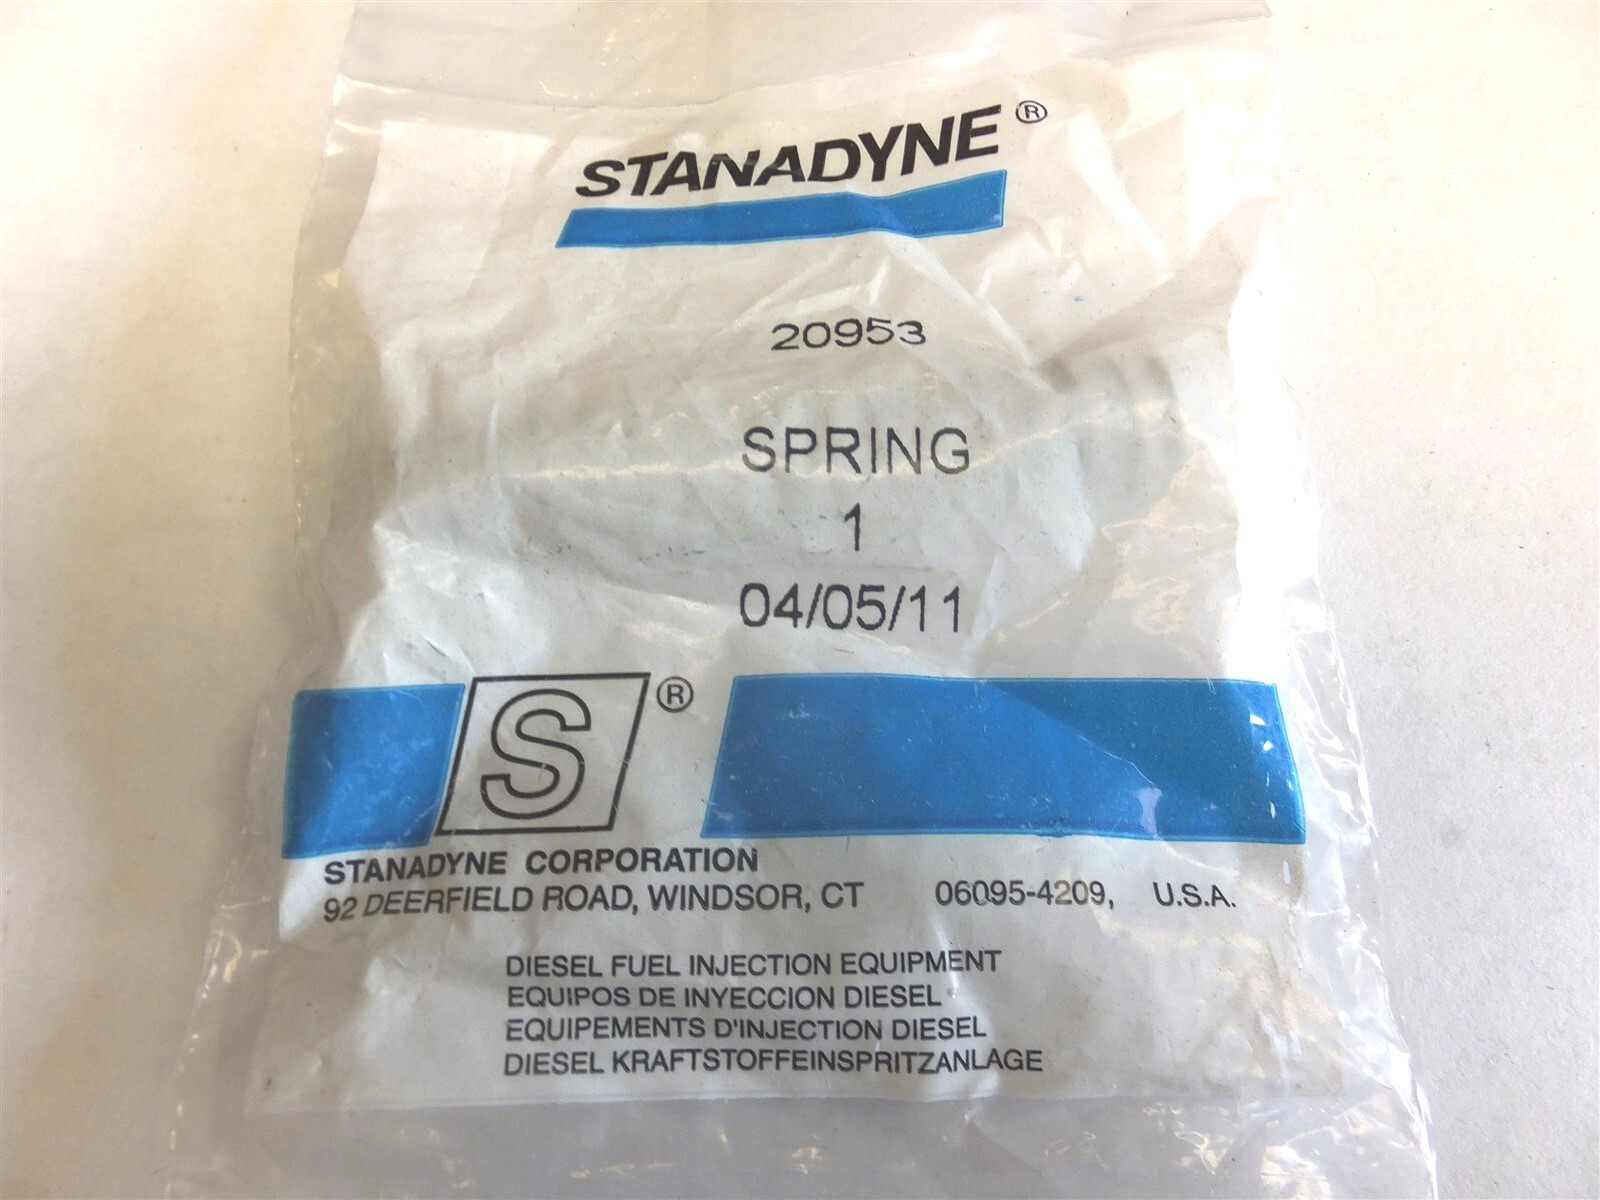 STANADYNE®
20953
SPRING
1
04/05/11
S®
STANADYNE CORPORATION
92 DEERFIELD ROAD, WINDSOR, CT 06095-4209, U.S.A.
DIESEL FUEL INJECTION EQUIPMENT
EQUIPOS DE INYECCION DIESEL
EQUIPEMENTS D'INJECTION DIESEL
DIESEL KRAFTSTOFFEINSPRITZANLAGE